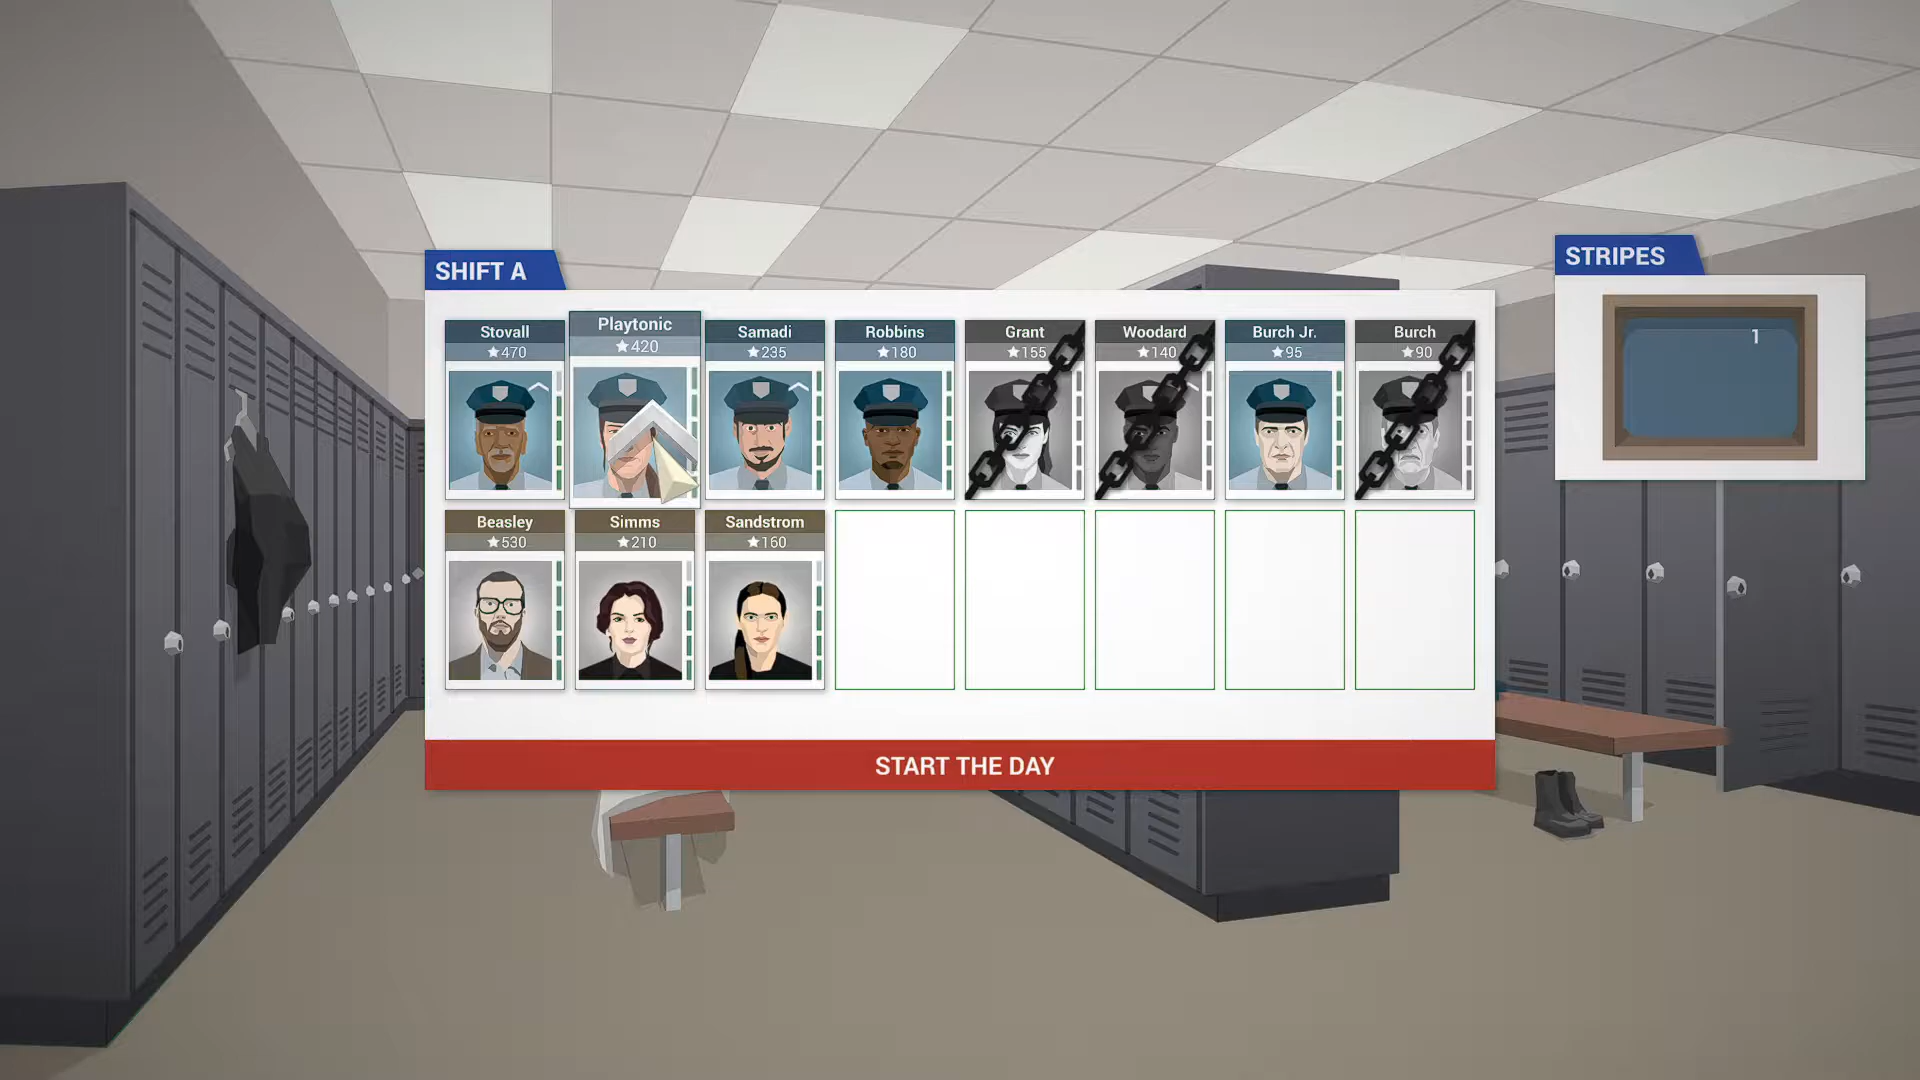 SHIFT A
STRIPES
1
Stovall
★470
Playtonic
★420
Samadi
★235
Robbins
★180
Grant
★155
Woodard
★140
Burch Jr.
★95
Burch
★90
Beasley
★530
Simms
★210
Sandstrom
★160
START THE DAY